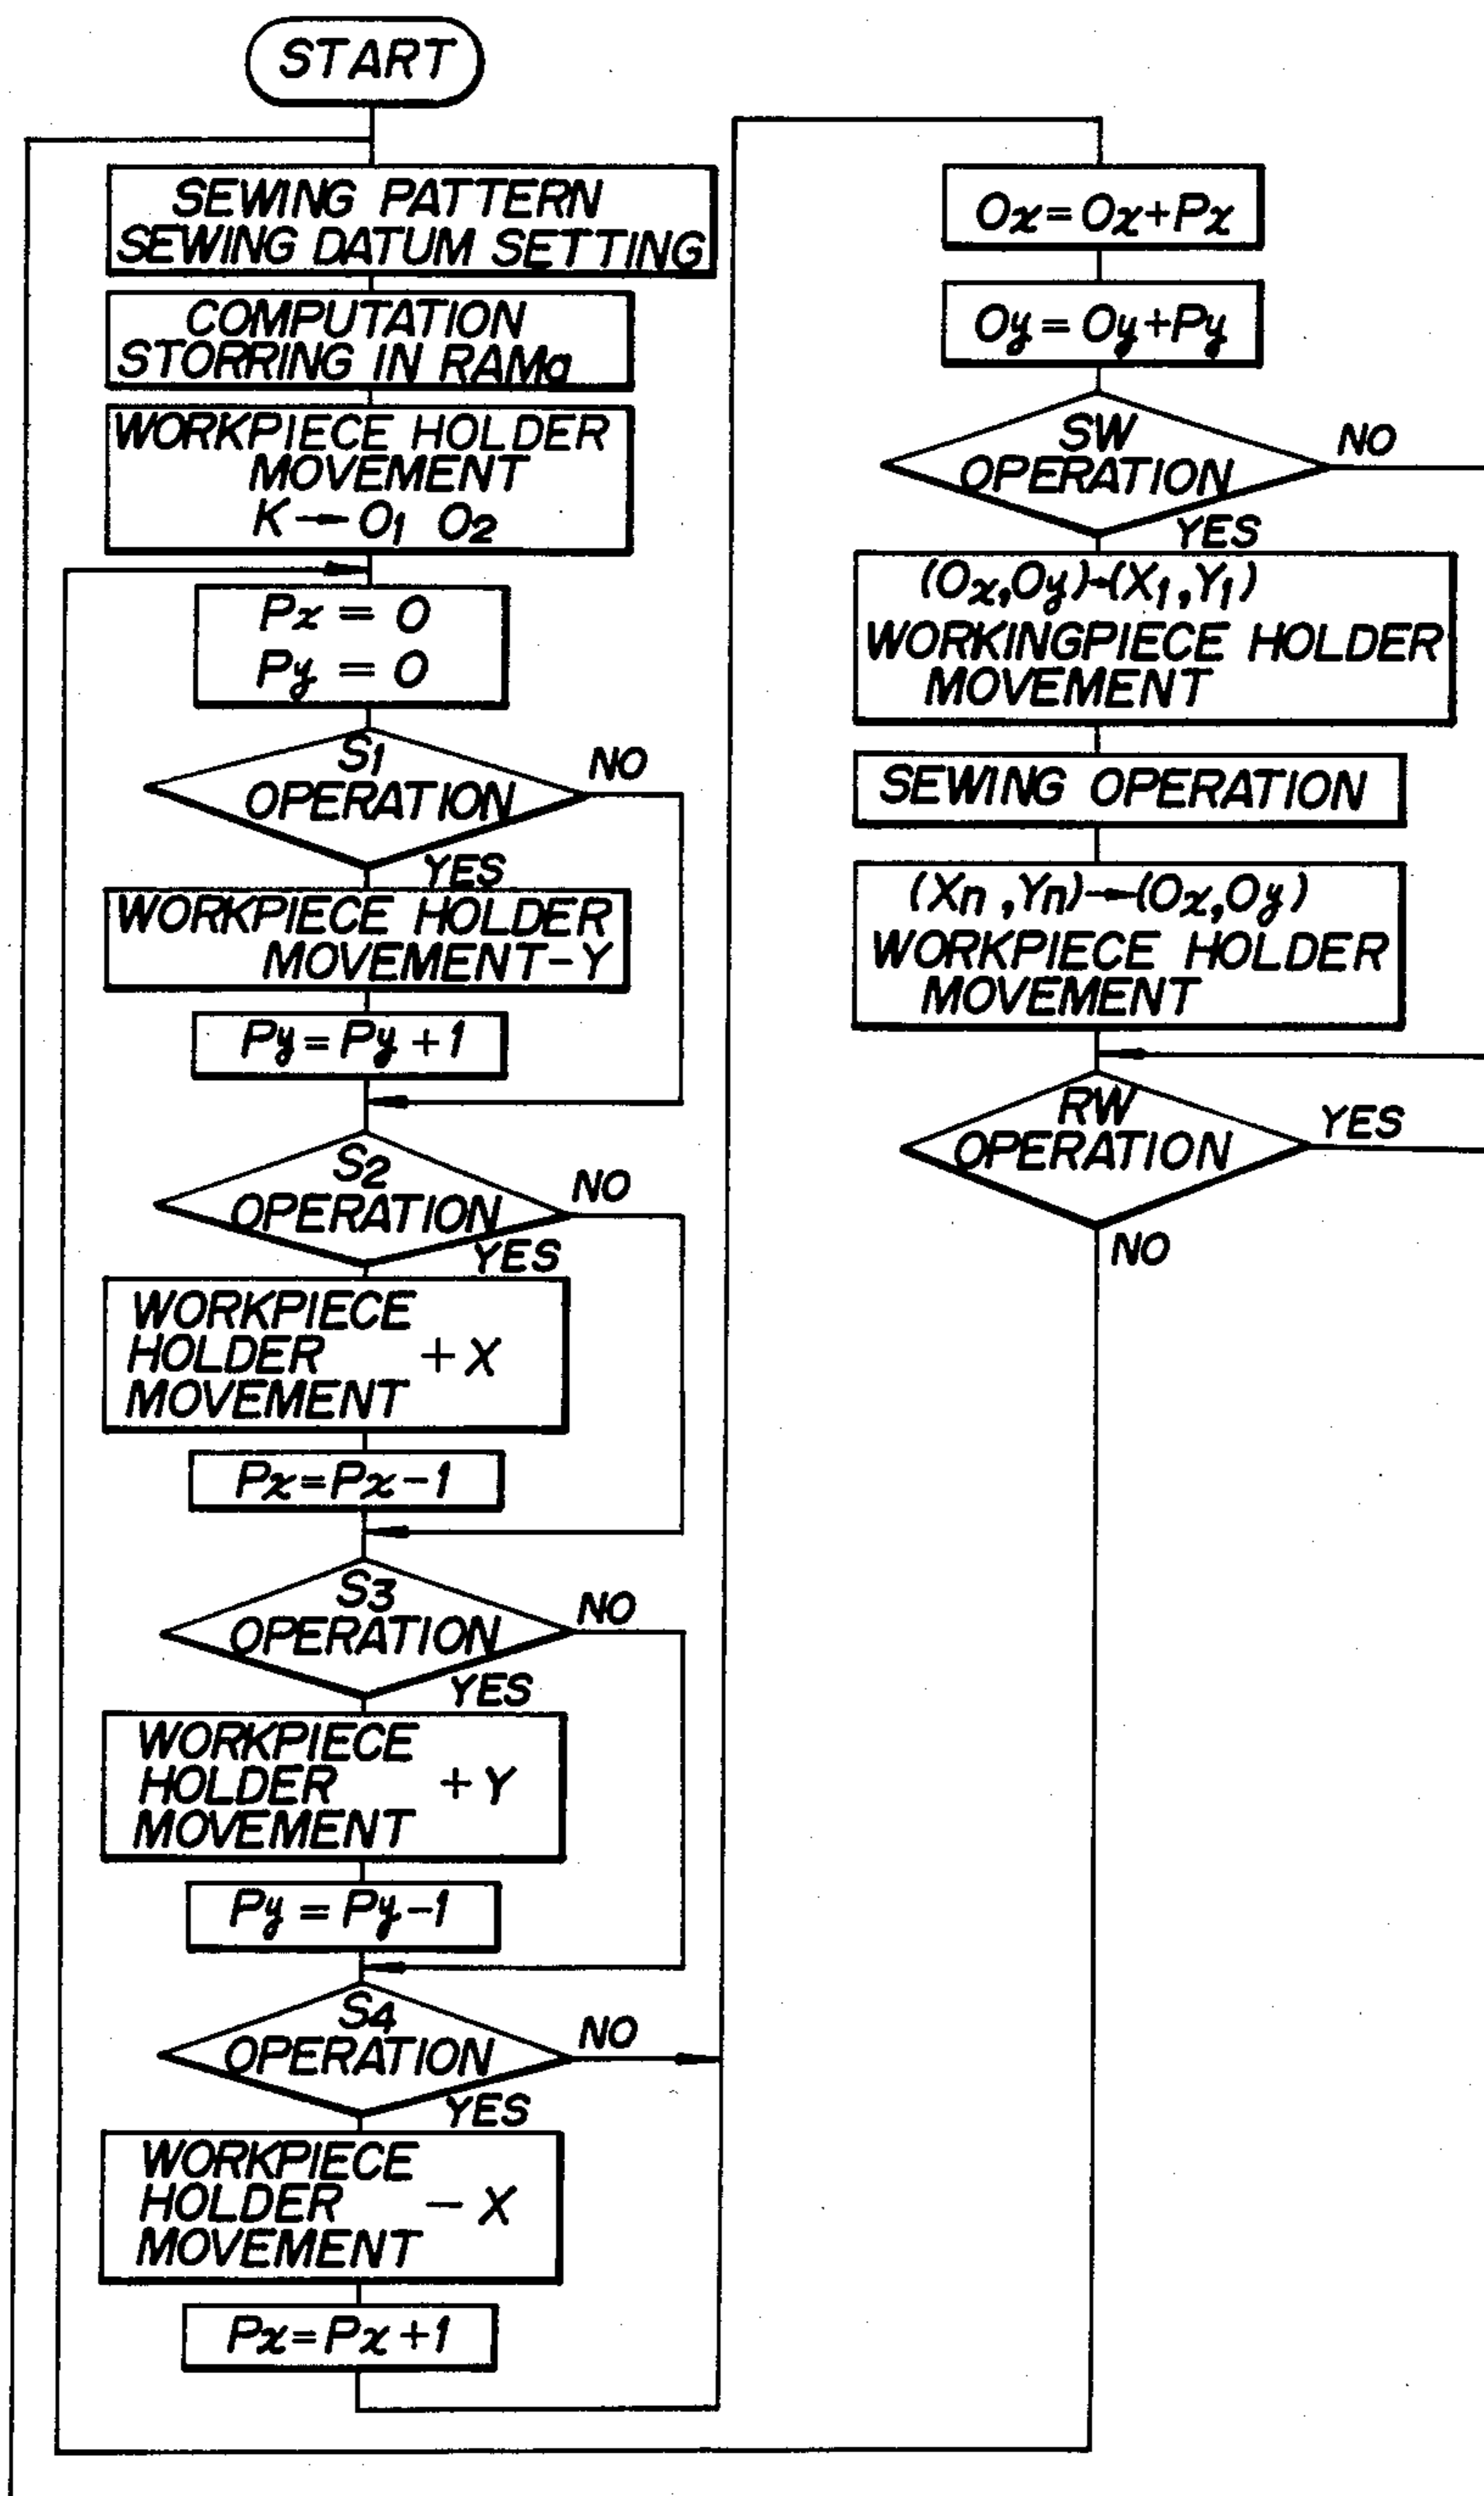 START
SEWING PATTERN
SEWING DATUM SETTING
COMPUTATION
STORRING IN RAMa
WORKPIECE HOLDER
MOVEMENT
K→O1 O2
Px = 0
Py = 0
S1
OPERATION
NO
YES
WORKPIECE HOLDER
MOVEMENT-Y
Py=Py+1
S2
OPERATION
NO
YES
WORKPIECE
HOLDER +X
MOVEMENT
Px=Px-1
S3
OPERATION
NO
YES
WORKPIECE
HOLDER +Y
MOVEMENT
Py=Py-1
S4
OPERATION
NO
YES
WORKPIECE
HOLDER -X
MOVEMENT
Px=Px+1
Ox=Ox+Px
Oy=Oy+Py
SW
OPERATION
NO
YES
(Ox,Oy)→(X1,Y1)
WORKINGPIECE HOLDER
MOVEMENT
SEWING OPERATION
(Xn,Yn)→(Ox,Oy)
WORKPIECE HOLDER
MOVEMENT
RW
OPERATION
YES
NO